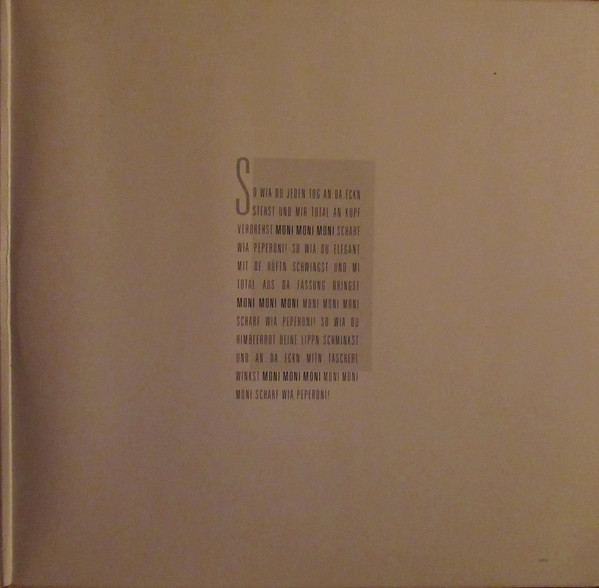 SO WIA DU JEDEN TOG AN DA ECKN
STEHST UND MIR TOTAL AN KOPF
VERDREHST MONI MONI MONI SCHARF
WIA PEPERONI! SO WIA DU ELEGANT
MIT DE HÜFTN SCHWINGST UND MI
TOTAL AUS DA FASSUNG BRINGST
MONI MONI MONI MONI MONI MONI
SCHARF WIA PEPERONI! SO WIA DU
HIMBEERROT DEINE LIPPN SCHMINKST
UND AN DA ECKN MITN TASCHERL
WINKST MONI MONI MONI MONI MONI
MONI SCHARF WIA PEPERONI!